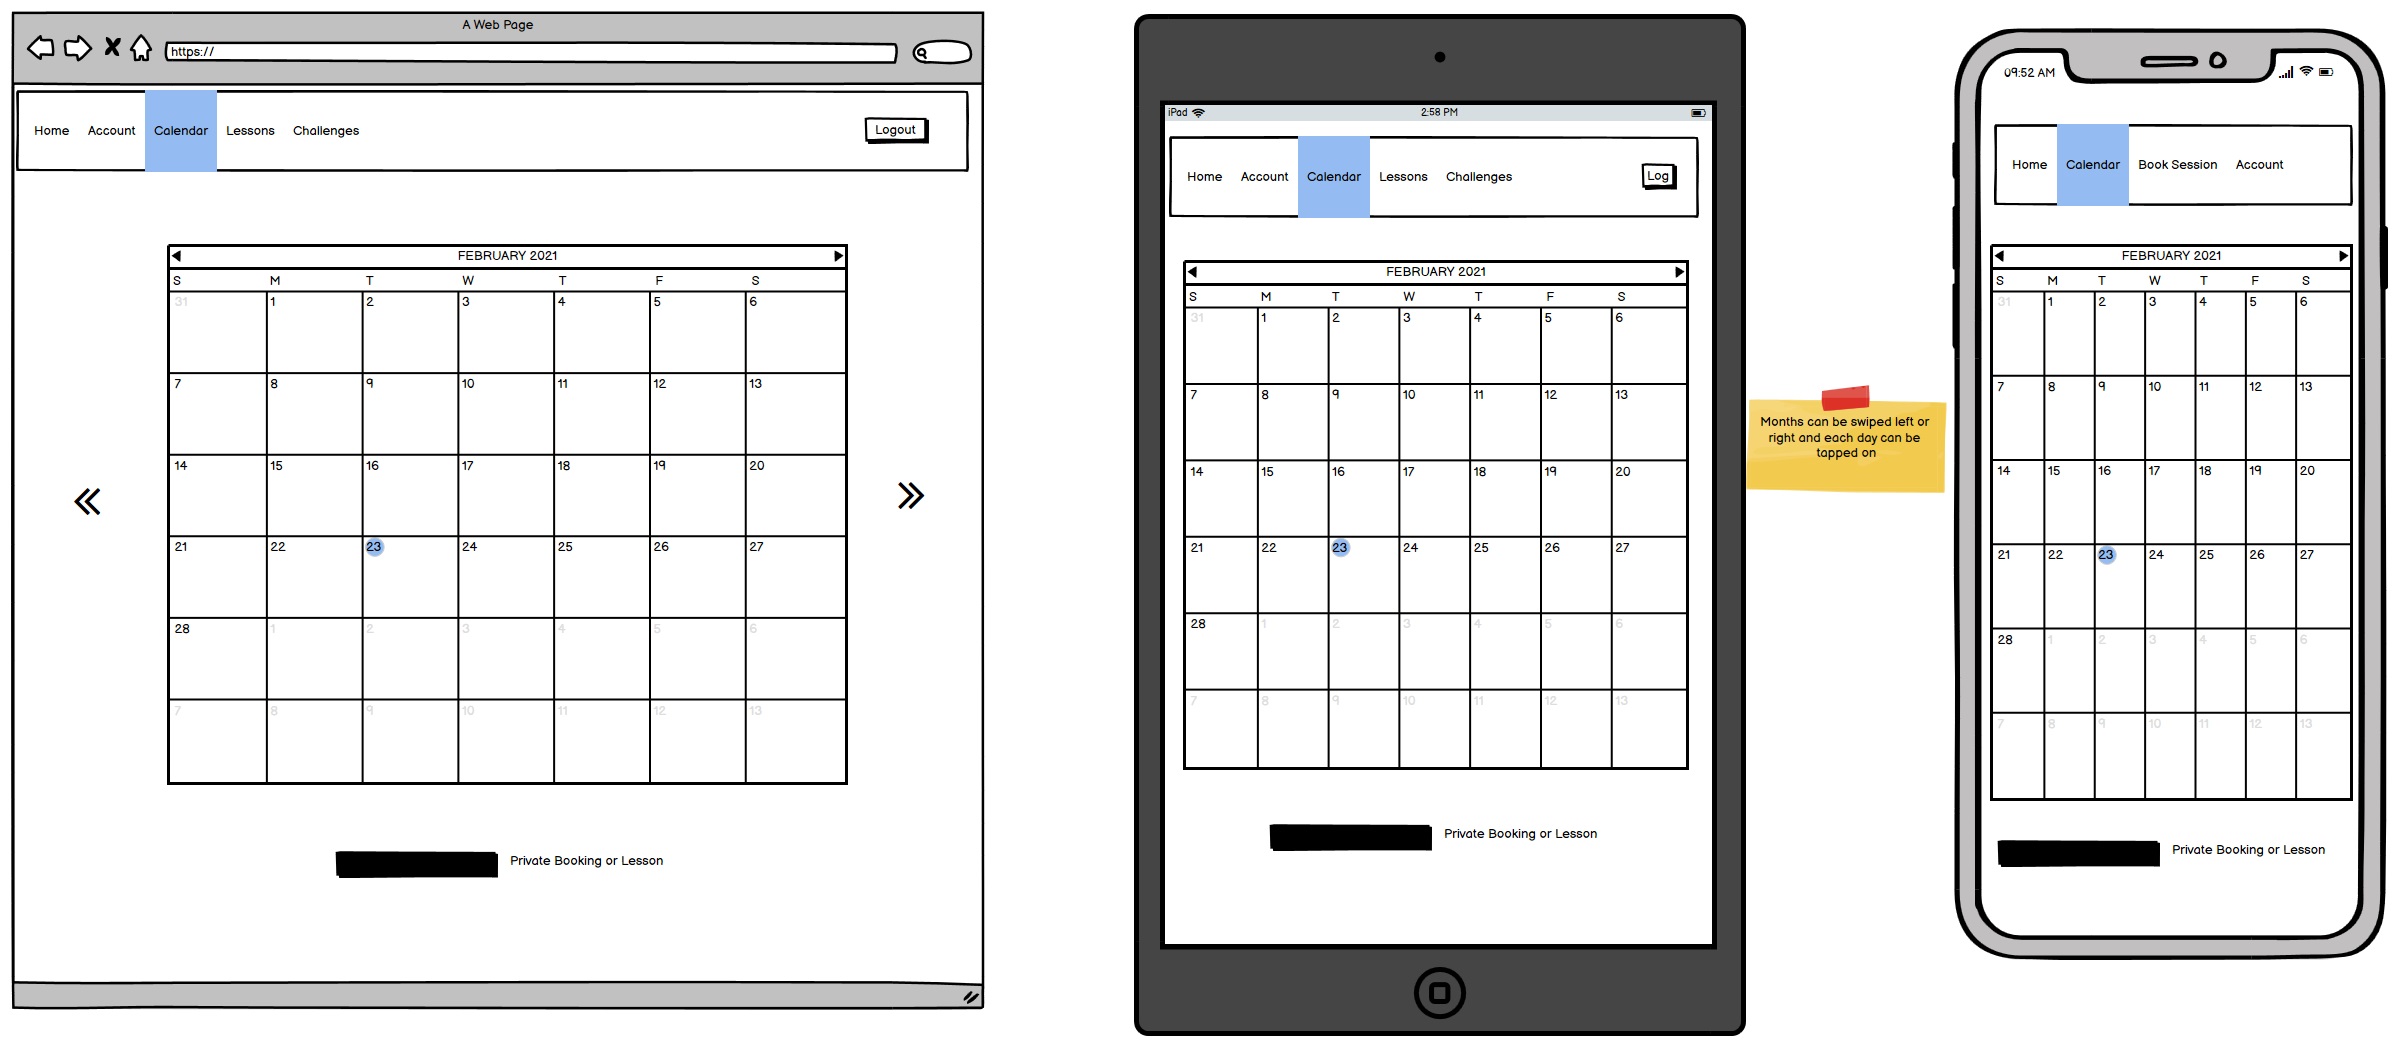 A Web Page
https://
Home Account Calendar Lessons Challenges Logout
FEBRUARY 2021
S M T W T F S
31 1 2 3 4 5 6
7 8 9 10 11 12 13
14 15 16 17 18 19 20
21 22 23 24 25 26 27
28 1 2 3 4 5 6
7 8 9 10 11 12 13
Private Booking or Lesson
iPad 2:58 PM
Home Account Calendar Lessons Challenges Log
FEBRUARY 2021
S M T W T F S
31 1 2 3 4 5 6
7 8 9 10 11 12 13
14 15 16 17 18 19 20
21 22 23 24 25 26 27
28 1 2 3 4 5 6
7 8 9 10 11 12 13
Private Booking or Lesson
Months can be swiped left or
right and each day can be
tapped on
09:52 AM
Home Calendar Book Session Account
FEBRUARY 2021
S M T W T F S
31 1 2 3 4 5 6
7 8 9 10 11 12 13
14 15 16 17 18 19 20
21 22 23 24 25 26 27
28 1 2 3 4 5 6
7 8 9 10 11 12 13
Private Booking or Lesson